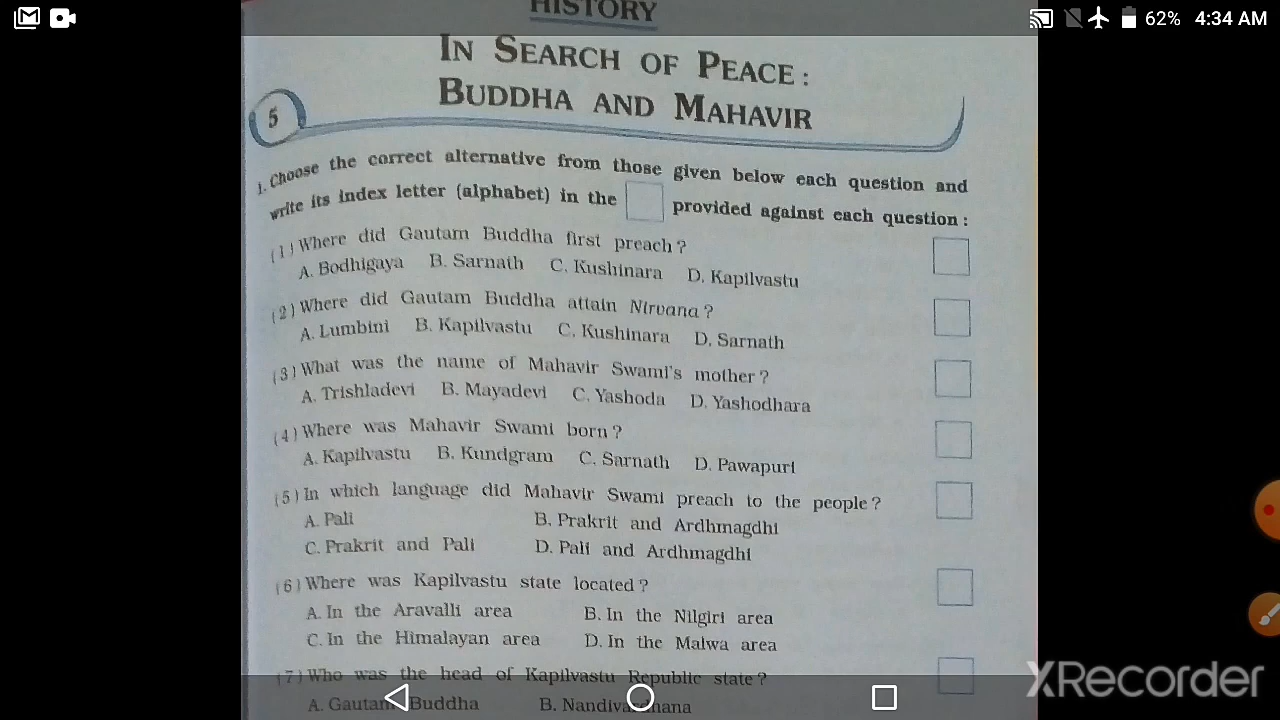 62% 4:34 AM
HISTORY
IN SEARCH OF PEACE :
BUDDHA AND MAHAVIR
5
1. Choose the correct alternative from those given below each question and
write its index letter (alphabet) in the provided against each question :
(1) Where did Gautam Buddha first preach ?
A. Bodhigaya B. Sarnath C. Kushinara D. Kapilvastu
(2) Where did Gautam Buddha attain Nirvana ?
A. Lumbini B. Kapilvastu C. Kushinara D. Sarnath
(3) What was the name of Mahavir Swami's mother ?
A. Trishladevi B. Mayadevi C. Yashoda D. Yashodhara
(4) Where was Mahavir Swami born ?
A. Kapilvastu B. Kundgram C. Sarnath D. Pawapuri
(5) In which language did Mahavir Swami preach to the people ?
A. Pali B. Prakrit and Ardhmagdhi
C. Prakrit and Pali D. Pali and Ardhmagdhi
(6) Where was Kapilvastu state located ?
A. In the Aravalli area B. In the Nilgiri area
C. In the Himalayan area D. In the Malwa area
(7) Who was the head of Kapilvastu Republic state ?
A. Gautam Buddha B. Nandivardhana
XRecorder